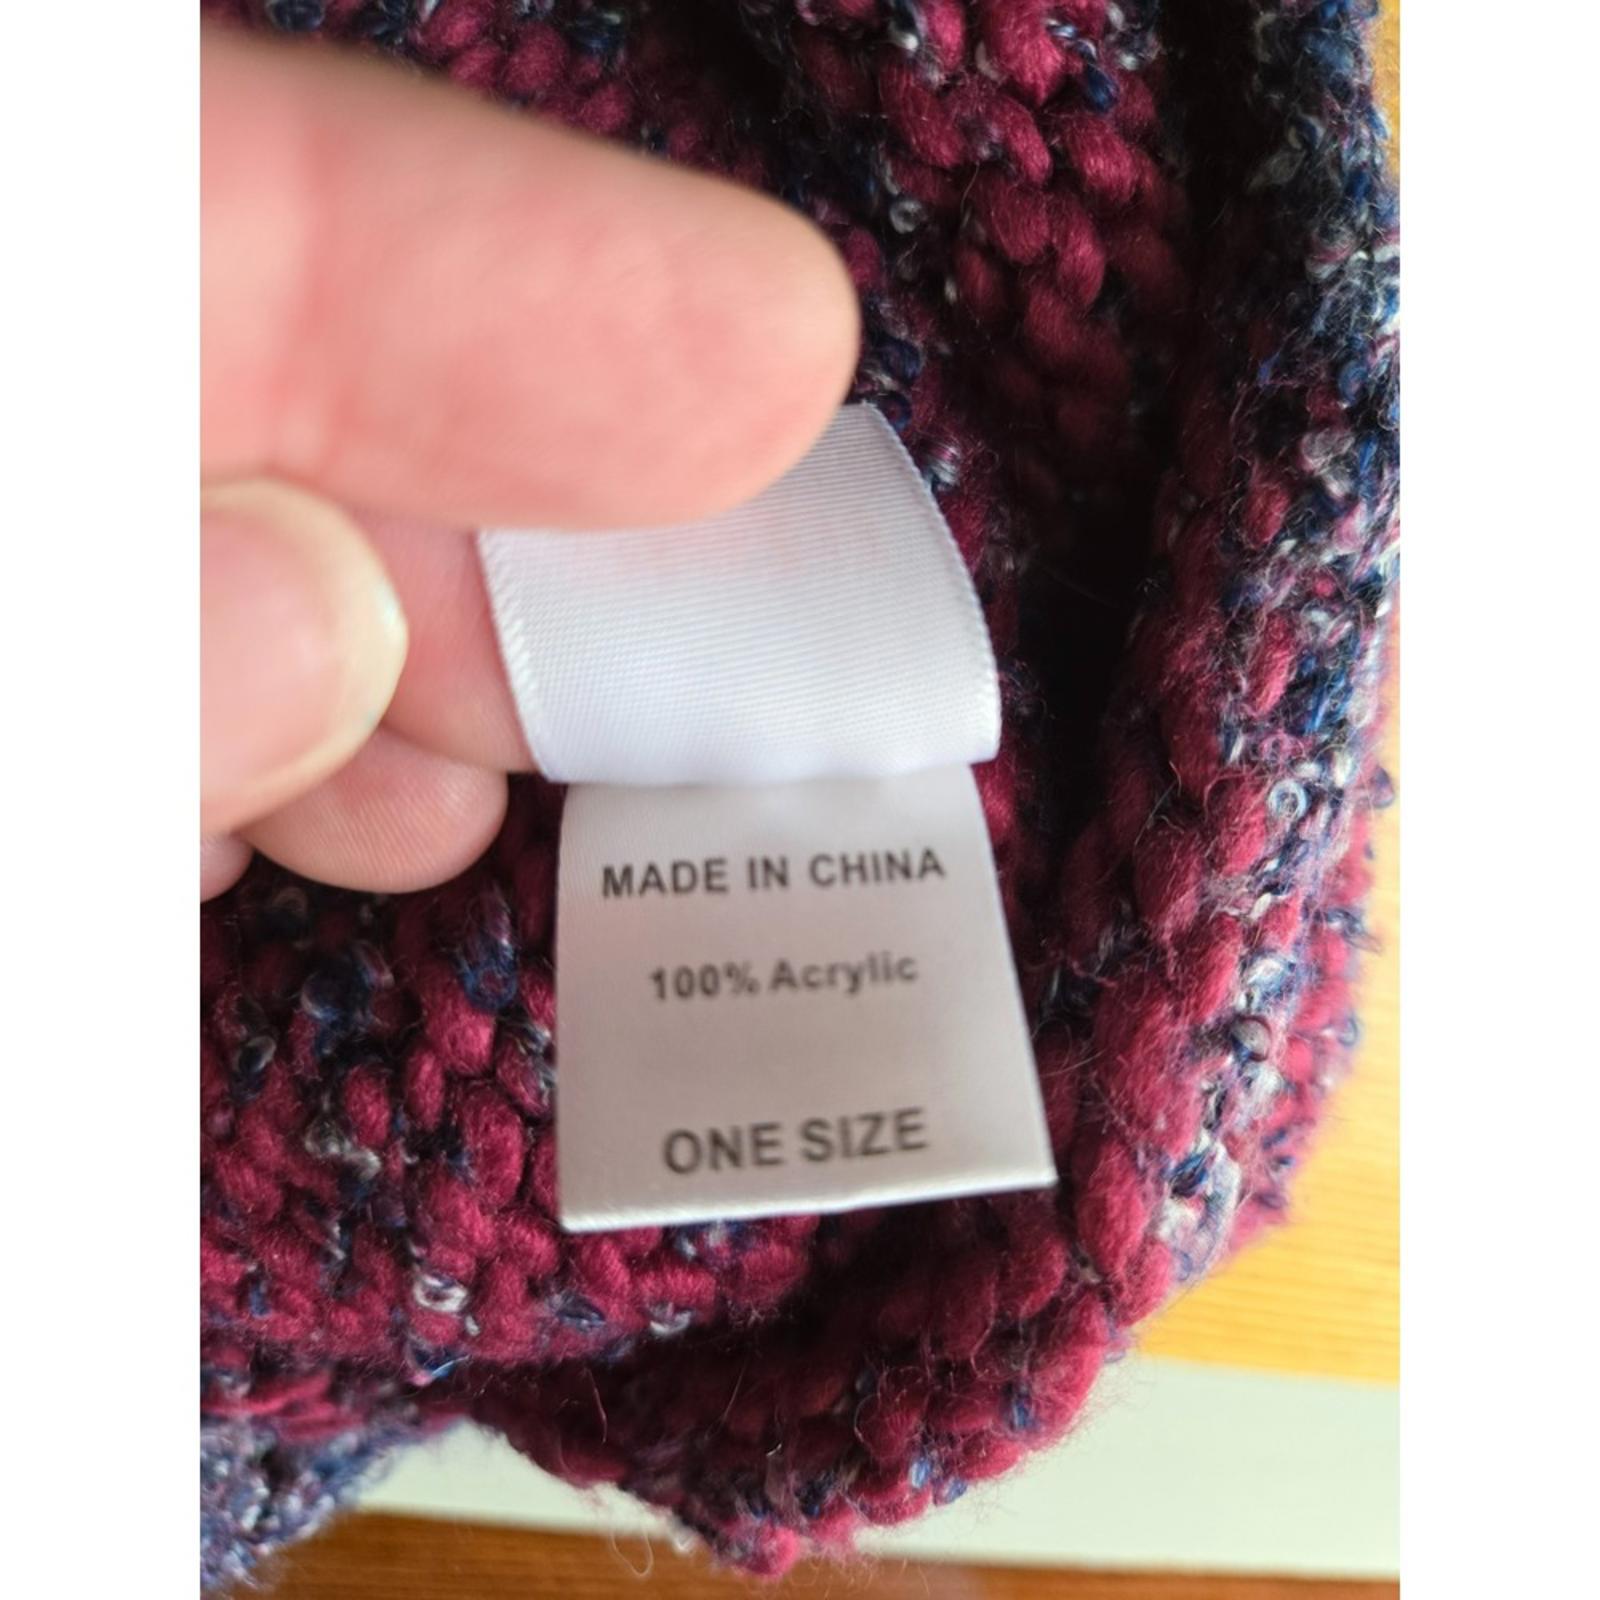 MADE IN CHINA
100% Acrylic
ONE SIZE